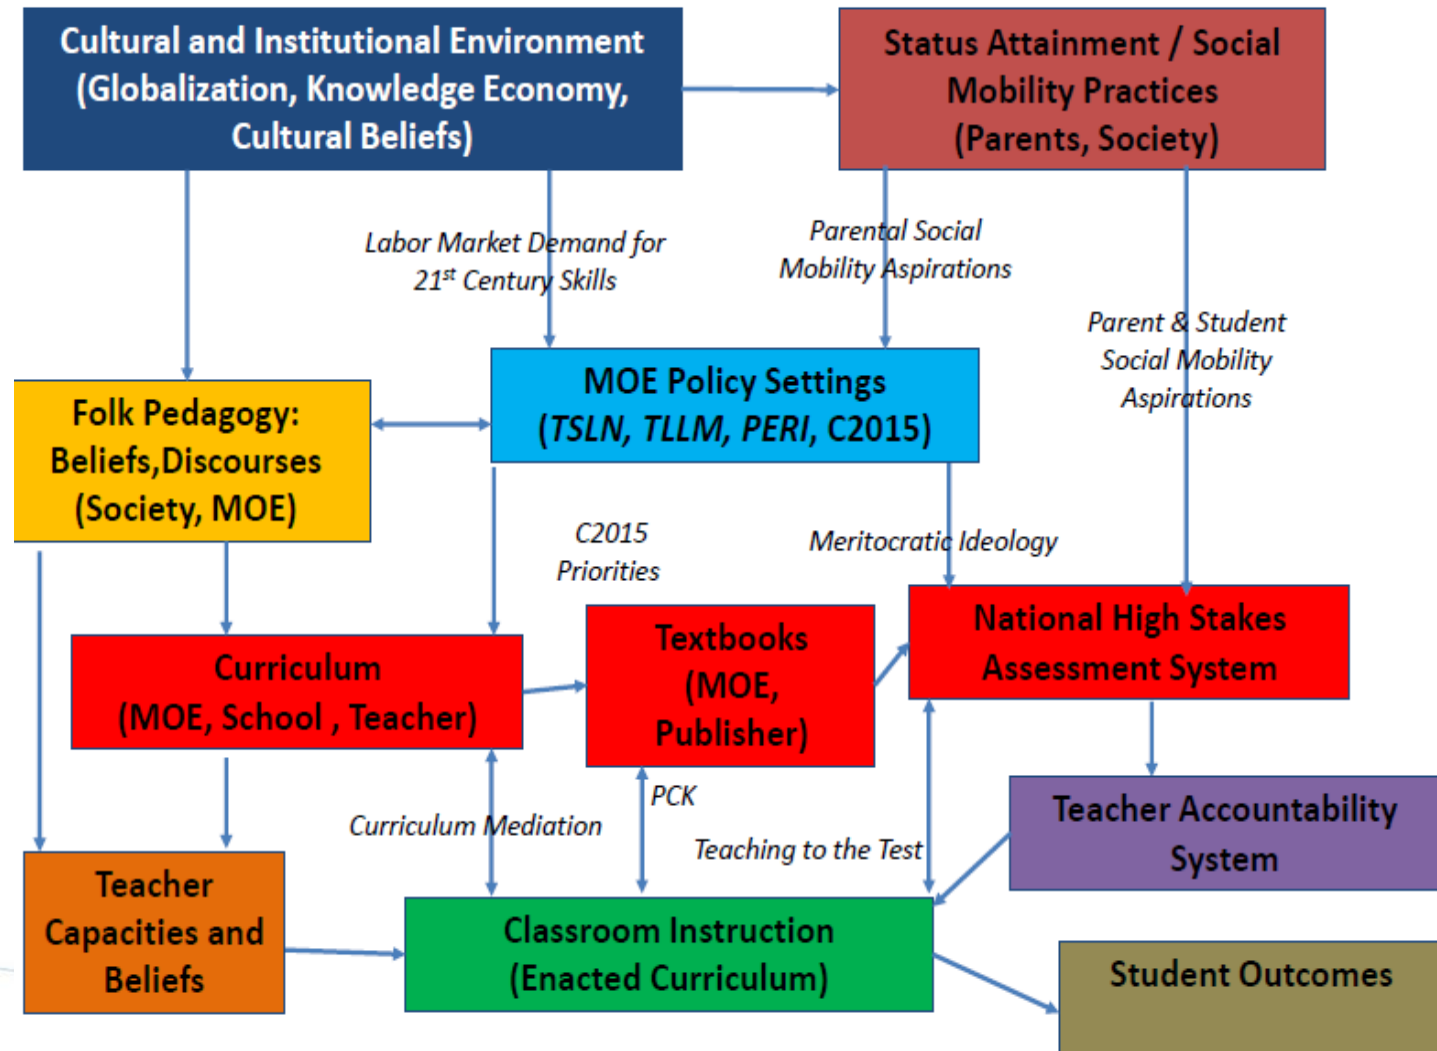 Cultural and Institutional Environment
(Globalization, Knowledge Economy,
Cultural Beliefs)
Status Attainment / Social
Mobility Practices
(Parents, Society)
Labor Market Demand for
21st Century Skills
Parental Social
Mobility Aspirations
Parent & Student
Social Mobility
Aspirations
MOE Policy Settings
(TSLN, TLLM, PERI, C2015)
Folk Pedagogy:
Beliefs,Discourses
(Society, MOE)
C2015
Priorities
Meritocratic Ideology
Curriculum
(MOE, School , Teacher)
Textbooks
(MOE,
Publisher)
National High Stakes
Assessment System
Curriculum Mediation
PCK
Teaching to the Test
Teacher Accountability
System
Teacher
Capacities and
Beliefs
Classroom Instruction
(Enacted Curriculum)
Student Outcomes